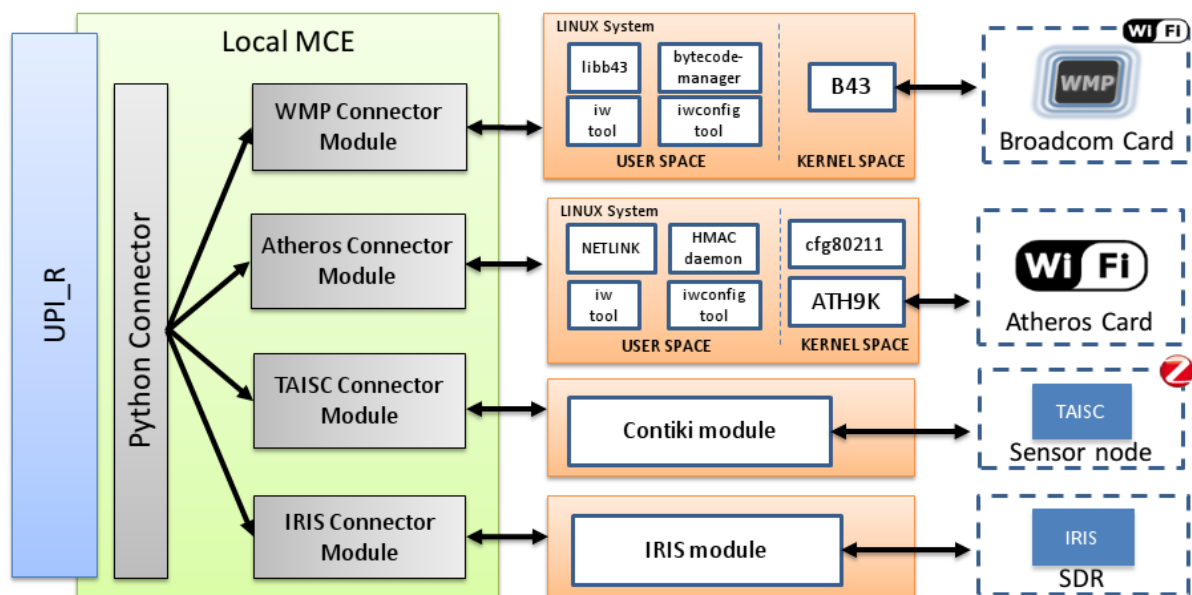 UPI_R
Local MCE
Python Connector
WMP Connector
Module
Atheros Connector
Module
TAISC Connector
Module
IRIS Connector
Module
LINUX System
libb43
bytecode-
manager
iw
tool
iwconfig
tool
USER SPACE
B43
KERNEL SPACE
Wi Fi
WMP
Broadcom Card
LINUX System
NETLINK
HMAC
daemon
iw
tool
iwconfig
tool
USER SPACE
cfg80211
ATH9K
KERNEL SPACE
Wi Fi
Atheros Card
Contiki module
Z
TAISC
Sensor node
IRIS module
IRIS
SDR